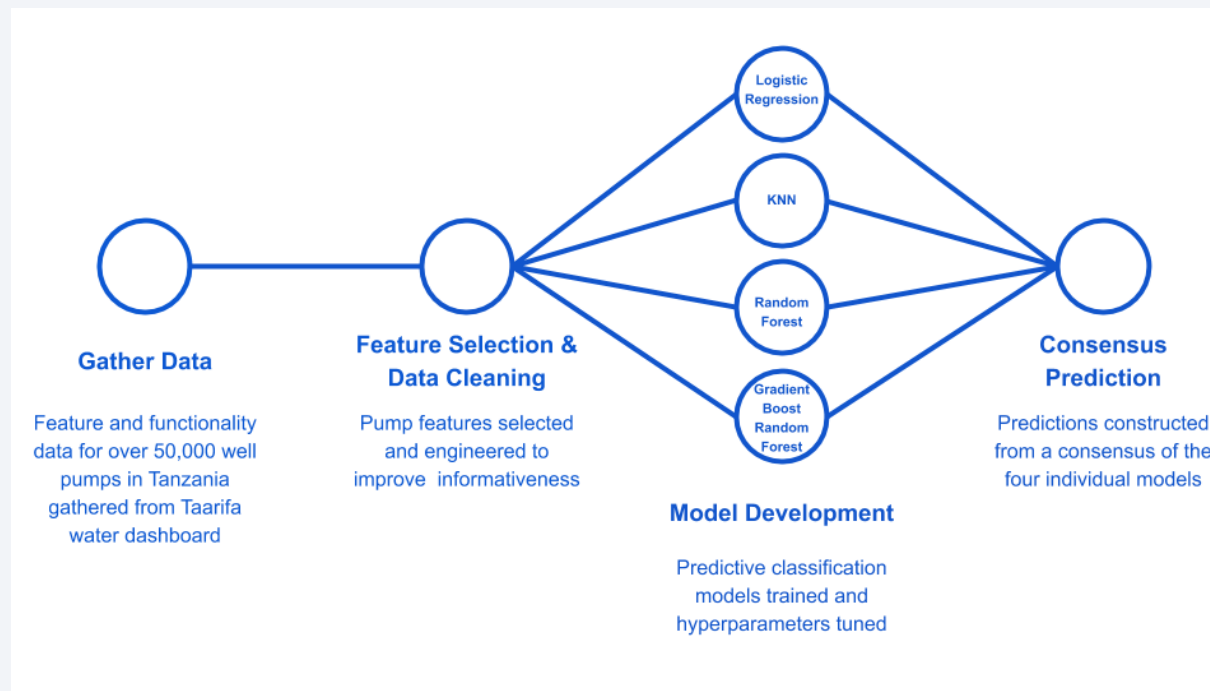 Logistic
Regression
KNN
Random
Forest
Gradient
Boost
Random
Forest
Gather Data
Feature and functionality
data for over 50,000 well
pumps in Tanzania
gathered from Taarifa
water dashboard
Feature Selection &
Data Cleaning
Pump features selected
and engineered to
improve informativeness
Model Development
Predictive classification
models trained and
hyperparameters tuned
Consensus
Prediction
Predictions constructed
from a consensus of the
four individual models